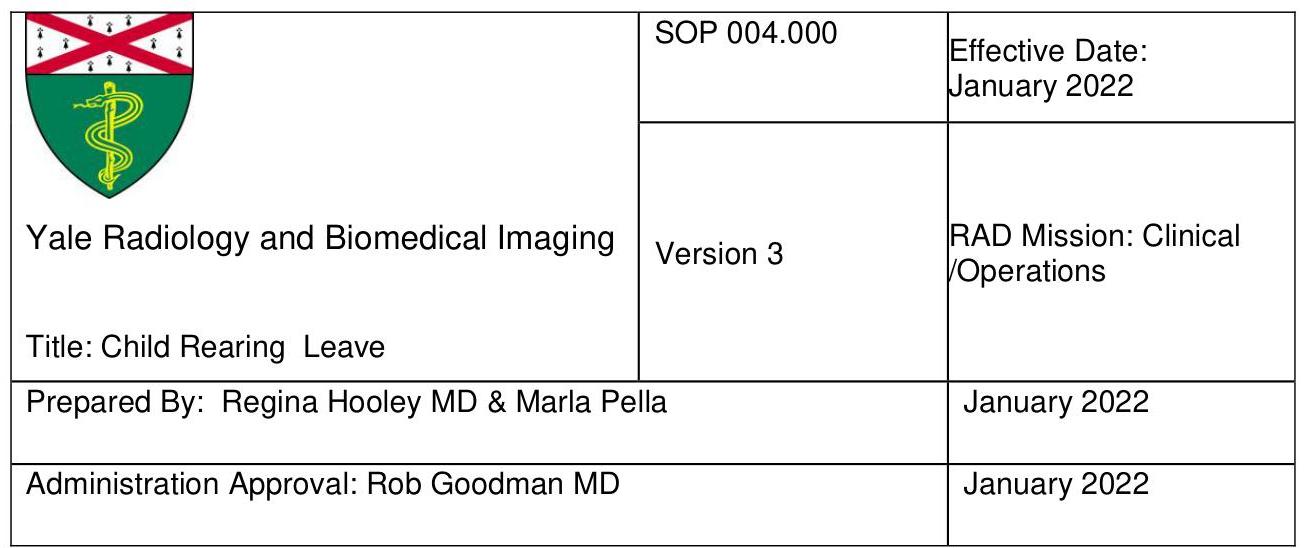 SOP 004.000
Effective Date:
January 2022
Yale Radiology and Biomedical Imaging
Title: Child Rearing  Leave
Version 3
RAD Mission: Clinical
/Operations
Prepared By:  Regina Hooley MD & Marla Pella
January 2022
Administration Approval: Rob Goodman MD
January 2022